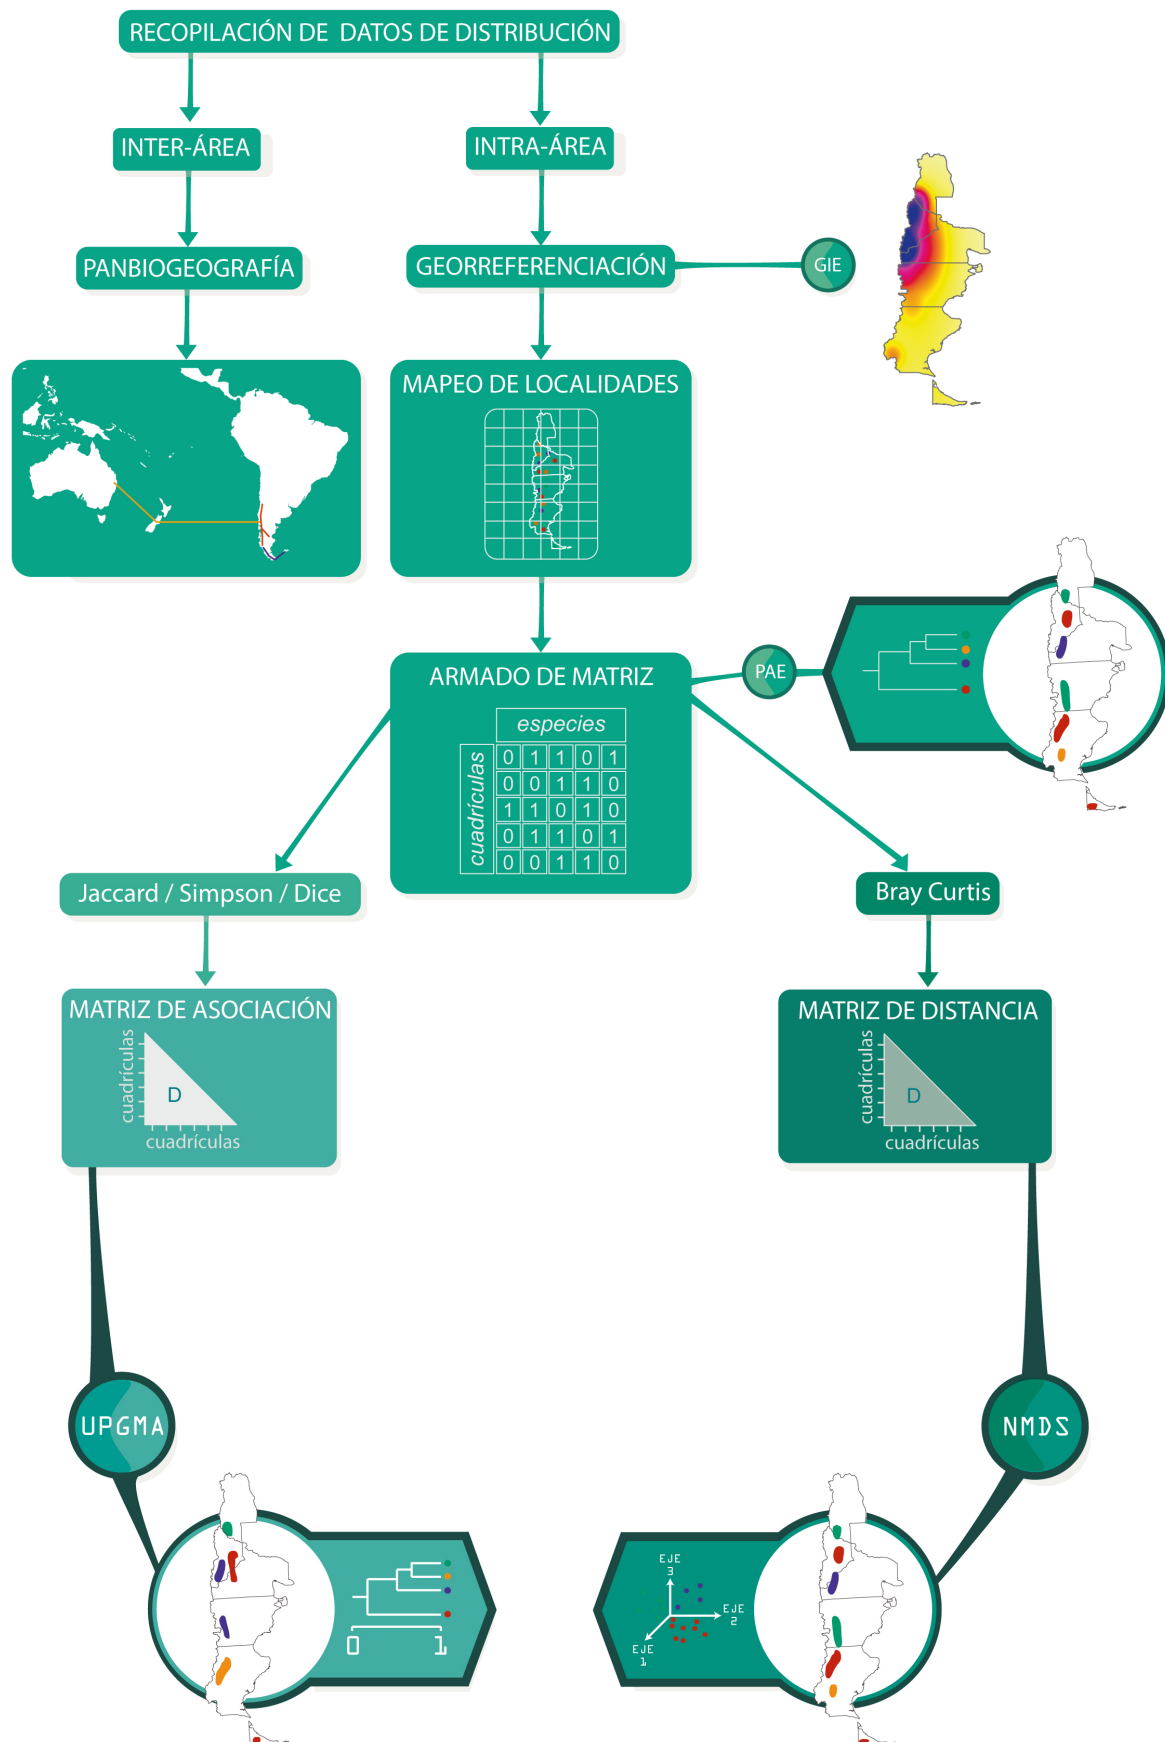 RECOPILACIÓN DE DATOS DE DISTRIBUCIÓN
INTER-ÁREA
INTRA-ÁREA
PANBIOGEOGRAFÍA
GEORREFERENCIACIÓN
GIE
MAPEO DE LOCALIDADES
ARMADO DE MATRIZ
PAE
especies
cuadrículas
0 1 1 0 1
0 0 1 1 0
1 1 0 1 0
0 1 1 0 1
0 0 1 1 0
Jaccard / Simpson / Dice
Bray Curtis
MATRIZ DE ASOCIACIÓN
cuadrículas
D
cuadrículas
MATRIZ DE DISTANCIA
cuadrículas
D
cuadrículas
UPGMA
NMDS
0 1
EJE
3
EJE
2
EJE
1